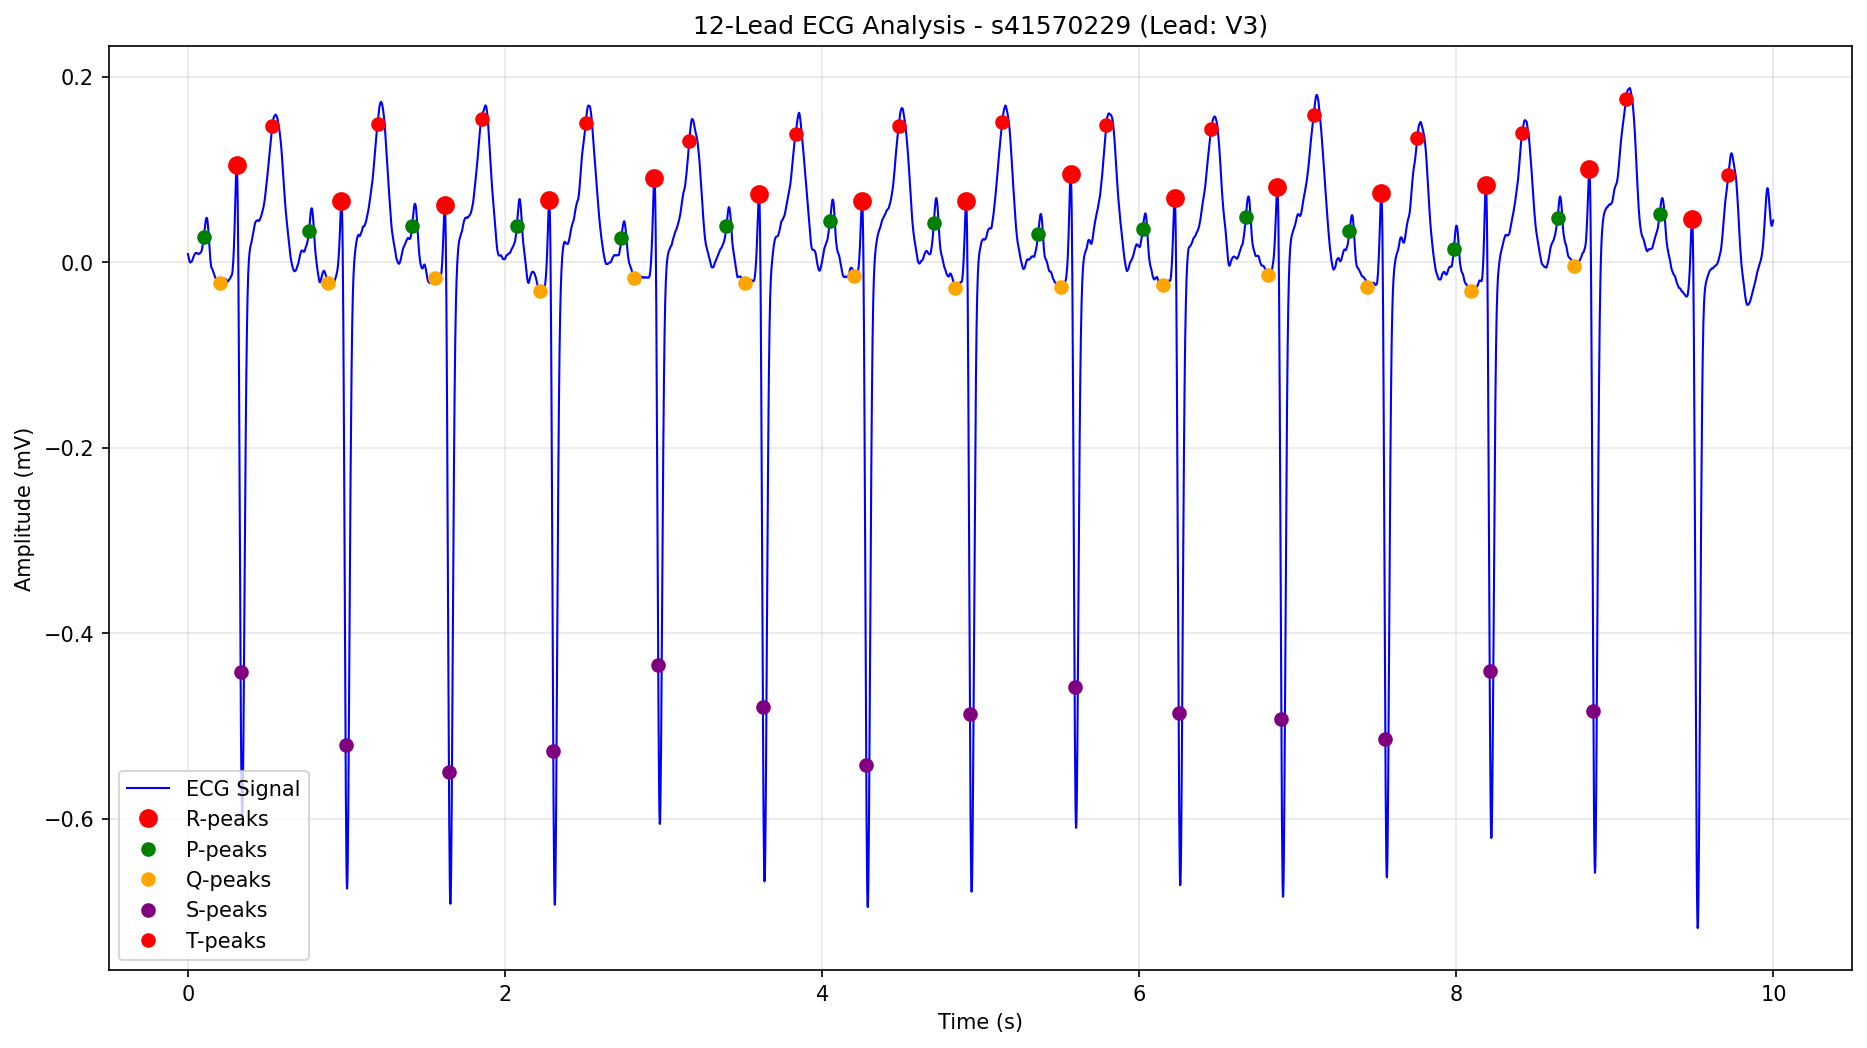 12-Lead ECG Analysis - s41570229 (Lead: V3)
Amplitude (mV)
0.2
0.0
−0.2
−0.4
−0.6
ECG Signal
R-peaks
P-peaks
Q-peaks
S-peaks
T-peaks
0 2 4 6 8 10
Time (s)